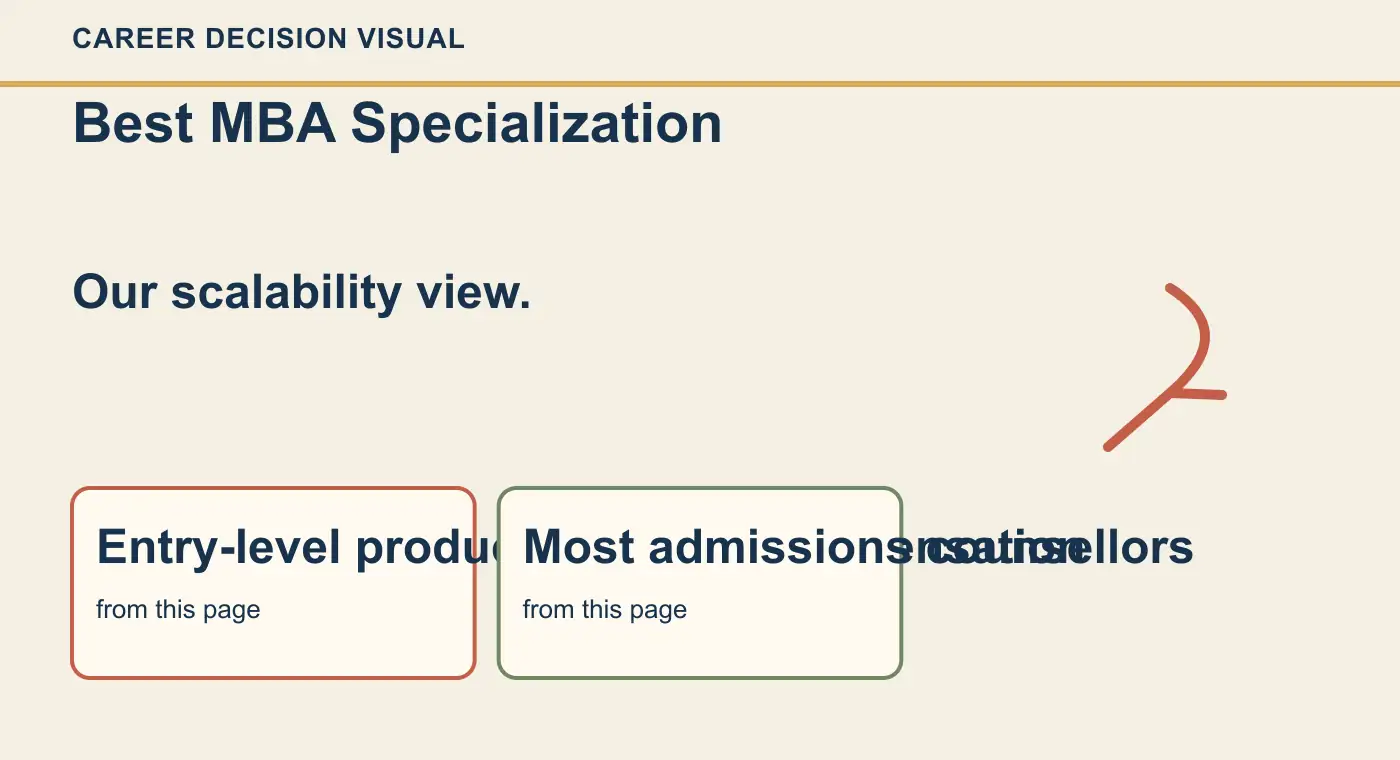 CAREER DECISION VISUAL
Best MBA Specialization
Our scalability view.
Entry-level
Most admissions counsellors
from this page
from this page